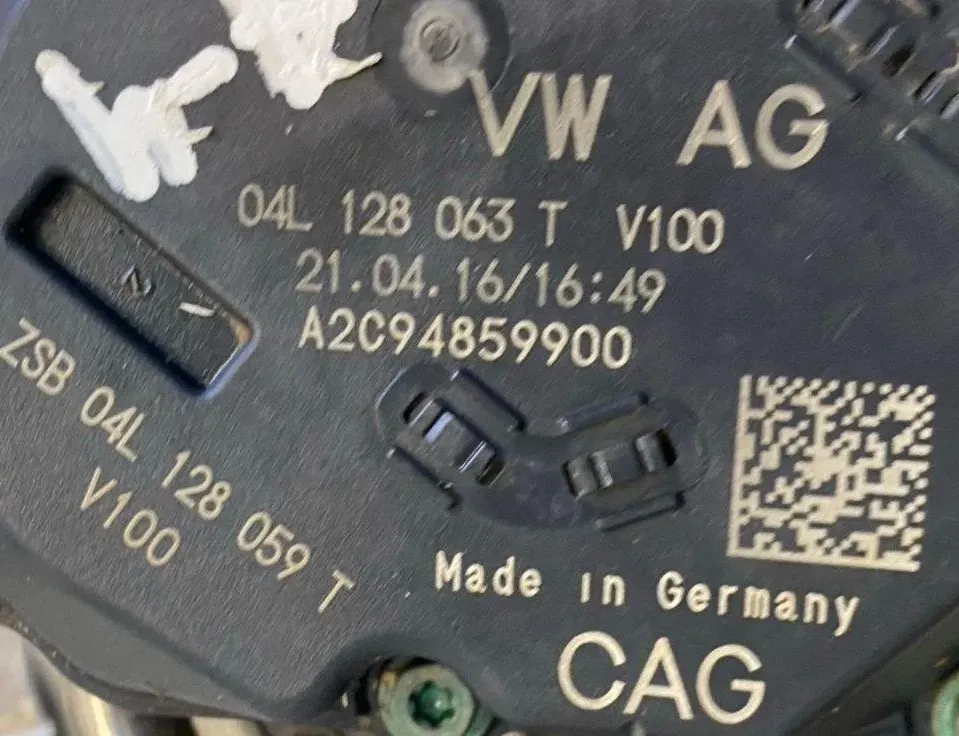 VW AG
04L 128 063 T V100
21.04.16/16:49
A2C94859900
ZSB 04L 128 059 T
V100
Made in Germany
CAG